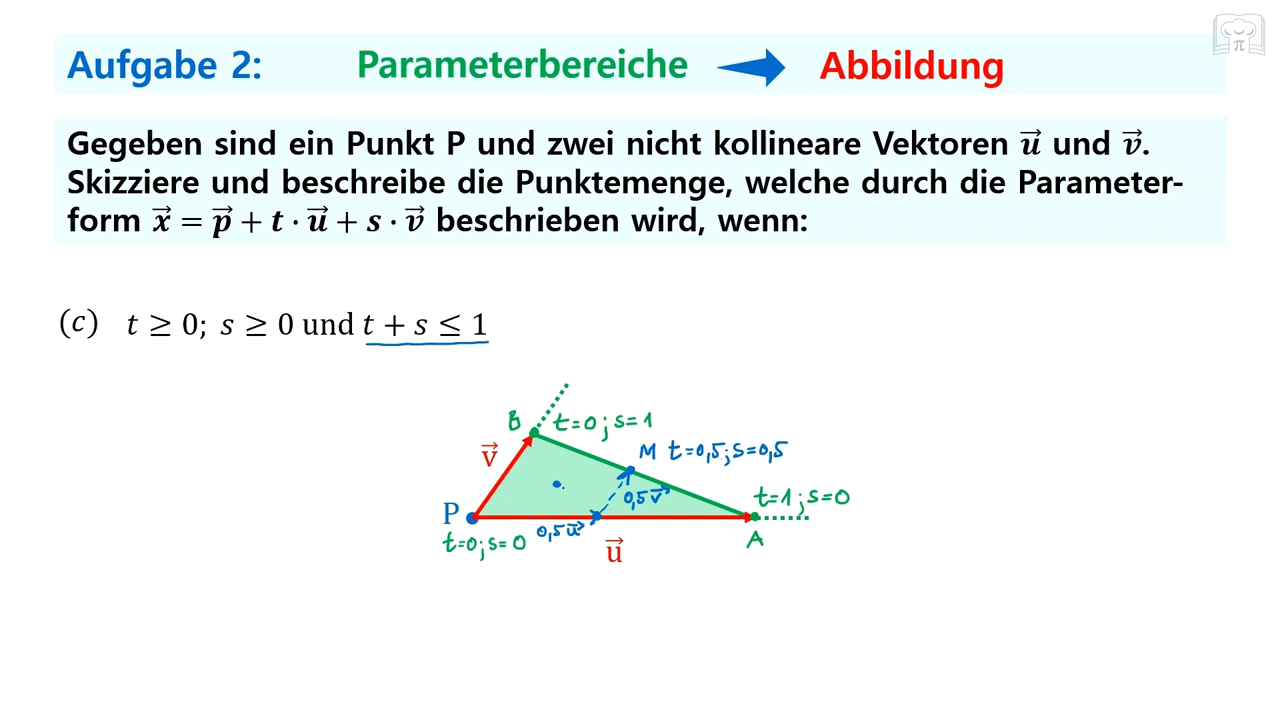 Aufgabe 2: Parameterbereiche Abbildung
Gegeben sind ein Punkt P und zwei nicht kollineare Vektoren u⃗ und v⃗.
Skizziere und beschreibe die Punktemenge, welche durch die Parameter-
form x⃗ = p⃗ + t · u⃗ + s · v⃗ beschrieben wird, wenn:
(c) t ≥ 0; s ≥ 0 und t + s ≤ 1
B t=0; s=1
v⃗
M t=0,5; s=0,5
0,5v⃗
t=1; s=0
P
0,5u⃗
t=0; s=0
A
u⃗
π